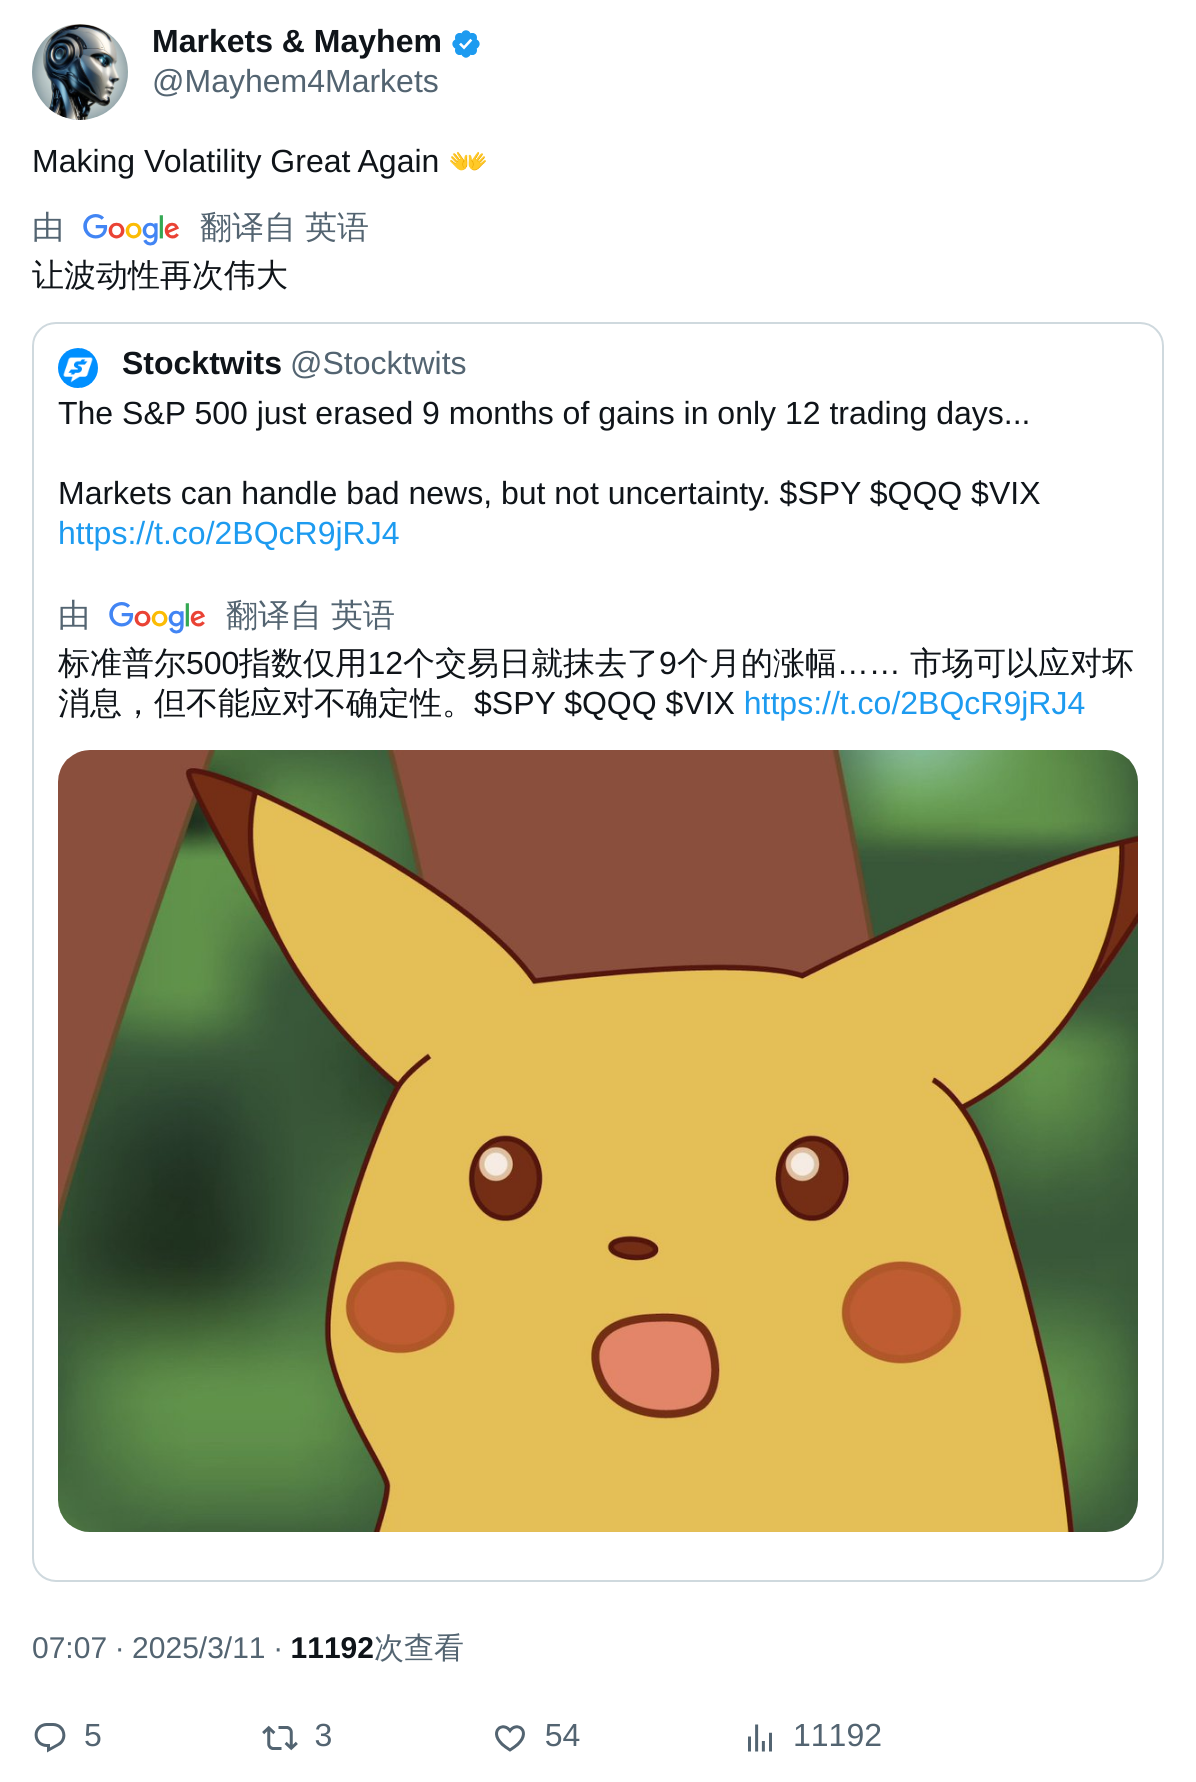 Markets & Mayhem
@Mayhem4Markets
Making Volatility Great Again 👐
由 Google 翻译自 英语
让波动性再次伟大
Stocktwits @Stocktwits
The S&P 500 just erased 9 months of gains in only 12 trading days...
Markets can handle bad news, but not uncertainty. $SPY $QQQ $VIX
https://t.co/2BQcR9jRJ4
由 Google 翻译自 英语
标准普尔500指数仅用12个交易日就抹去了9个月的涨幅…… 市场可以应对坏
消息，但不能应对不确定性。$SPY $QQQ $VIX https://t.co/2BQcR9jRJ4
07:07 · 2025/3/11 · 11192次查看
5 3 54 11192